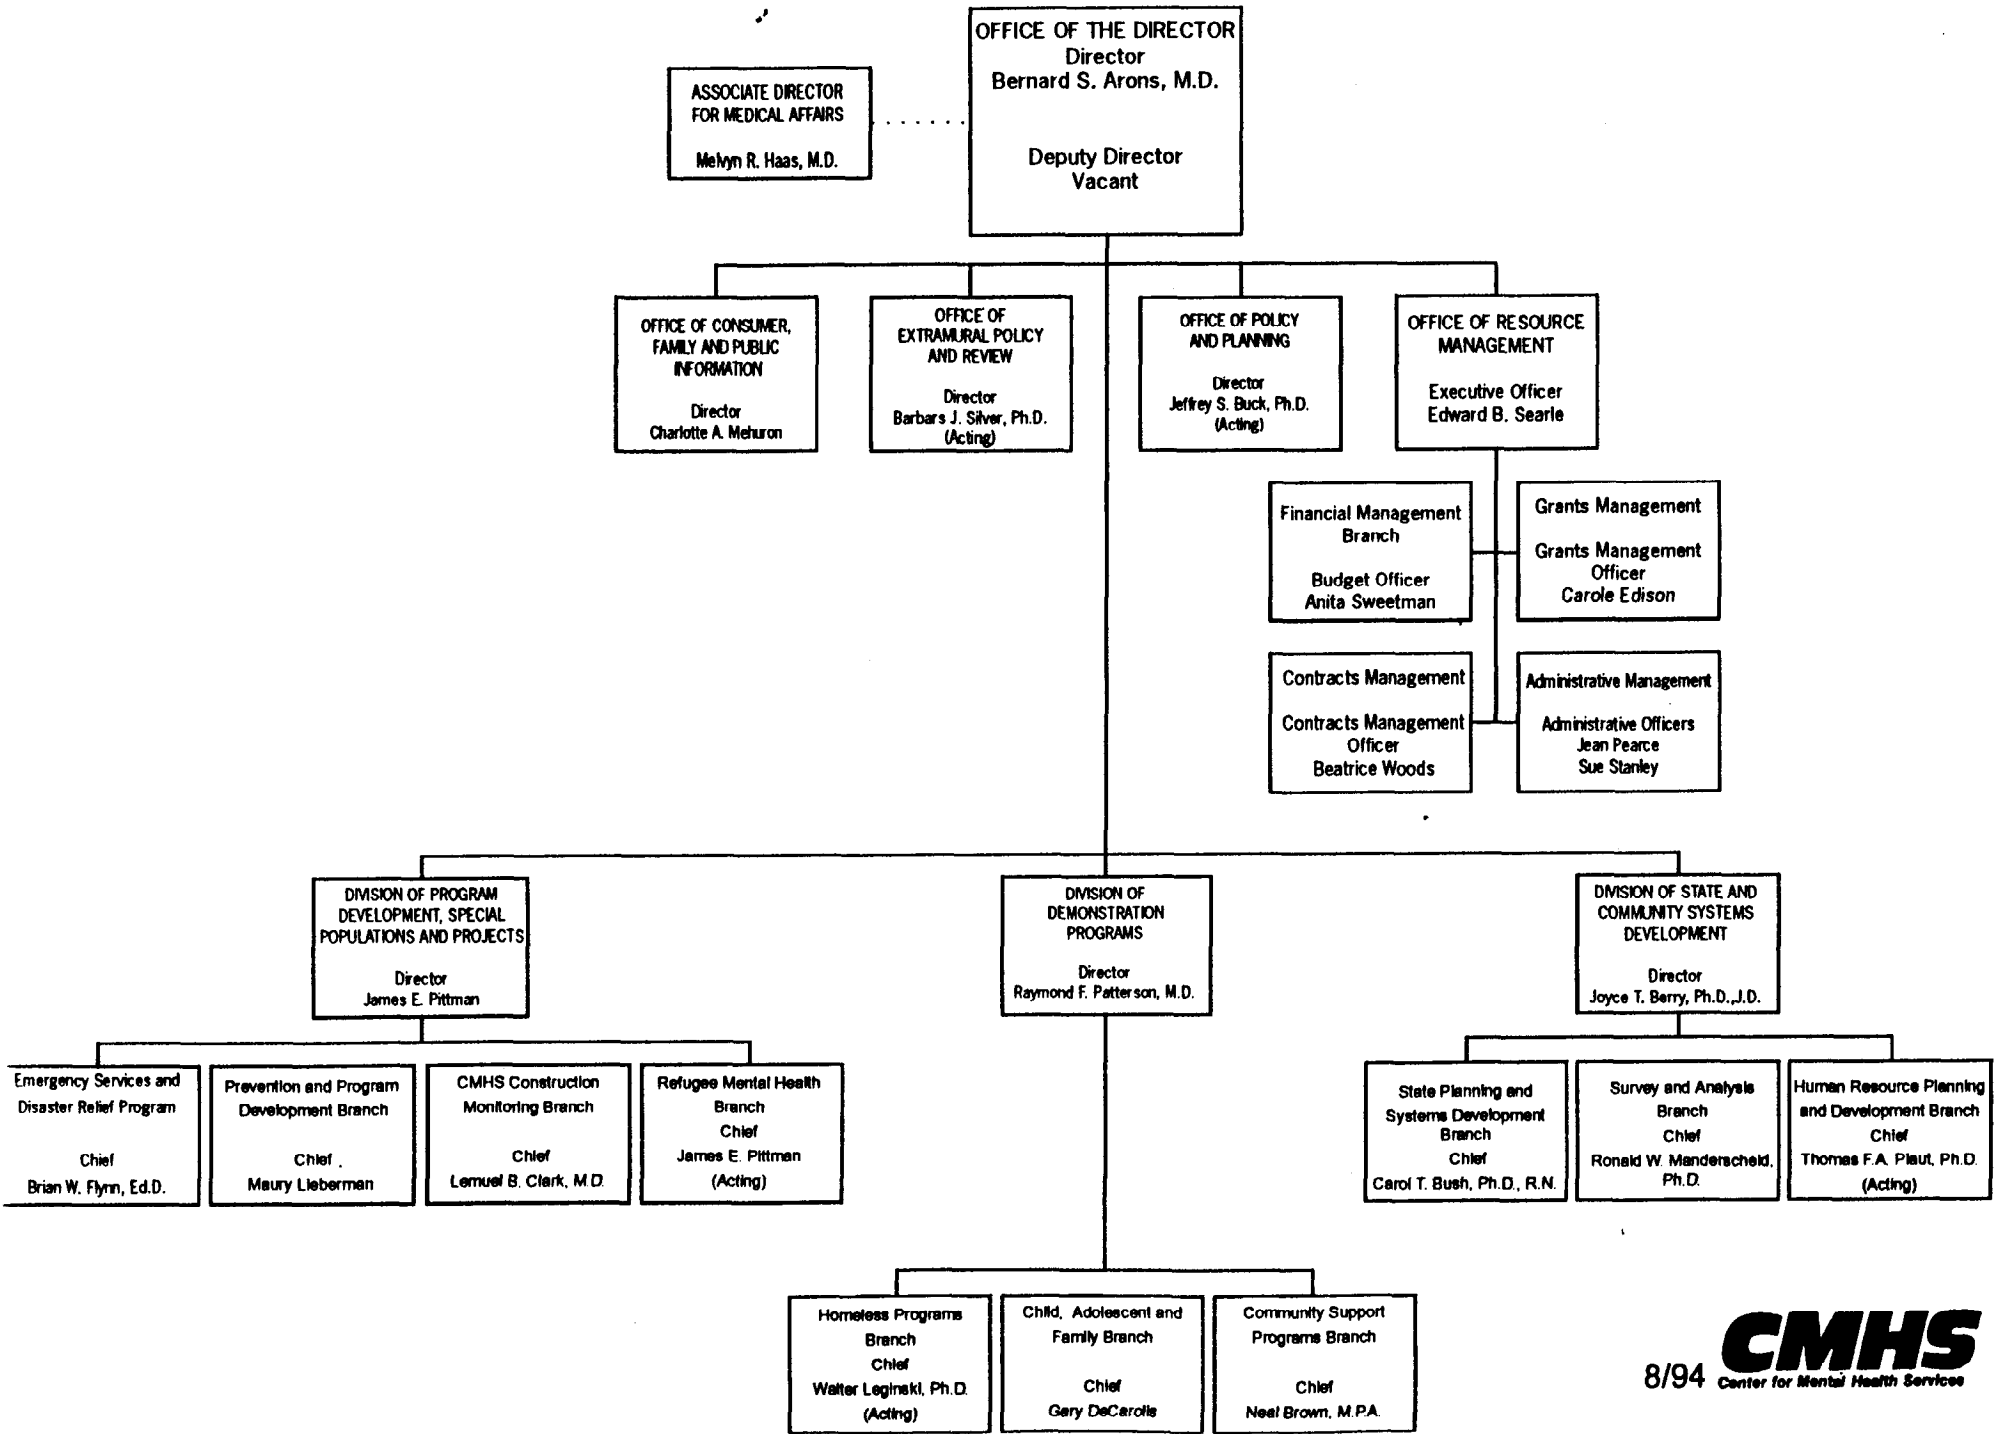 OFFICE OF THE DIRECTOR
Director
Bernard S. Arons, M.D.
Deputy Director
Vacant
ASSOCIATE DIRECTOR
FOR MEDICAL AFFAIRS
Melvyn R. Haas, M.D.
OFFICE OF CONSUMER,
FAMILY AND PUBLIC
INFORMATION
Director
Charlotte A. Mehuron
OFFICE OF
EXTRAMURAL POLICY
AND REVIEW
Director
Barbars J. Silver, Ph.D.
(Acting)
OFFICE OF POLICY
AND PLANNING
Director
Jeffrey S. Buck, Ph.D.
(Acting)
OFFICE OF RESOURCE
MANAGEMENT
Executive Officer
Edward B. Searle
Financial Management
Branch
Budget Officer
Anita Sweetman
Grants Management
Grants Management
Officer
Carole Edison
Contracts Management
Contracts Management
Officer
Beatrice Woods
Administrative Management
Administrative Officers
Jean Pearce
Sue Stanley
DIVISION OF PROGRAM
DEVELOPMENT, SPECIAL
POPULATIONS AND PROJECTS
Director
James E. Pittman
DIVISION OF
DEMONSTRATION
PROGRAMS
Director
Raymond F. Patterson, M.D.
DIVISION OF STATE AND
COMMUNITY SYSTEMS
DEVELOPMENT
Director
Joyce T. Berry, Ph.D.,J.D.
Emergency Services and
Disaster Relief Program
Chief
Brian W. Flynn, Ed.D.
Prevention and Program
Development Branch
Chief
Maury Lieberman
CMHS Construction
Monitoring Branch
Chief
Lemuel B. Clark, M.D.
Refugee Mental Health
Branch
Chief
James E. Pittman
(Acting)
State Planning and
Systems Development
Branch
Chief
Carol T. Bush, Ph.D., R.N.
Survey and Analysis
Branch
Chief
Ronald W. Manderscheid,
Ph.D.
Human Resource Planning
and Development Branch
Chief
Thomas F.A. Plaut, Ph.D.
(Acting)
Homeless Programs
Branch
Chief
Walter Leginski, Ph.D.
(Acting)
Child, Adolescent and
Family Branch
Chief
Gary DeCarolis
Community Support
Programs Branch
Chief
Neal Brown, M.P.A.
8/94
CMHS
Center for Mental Health Services